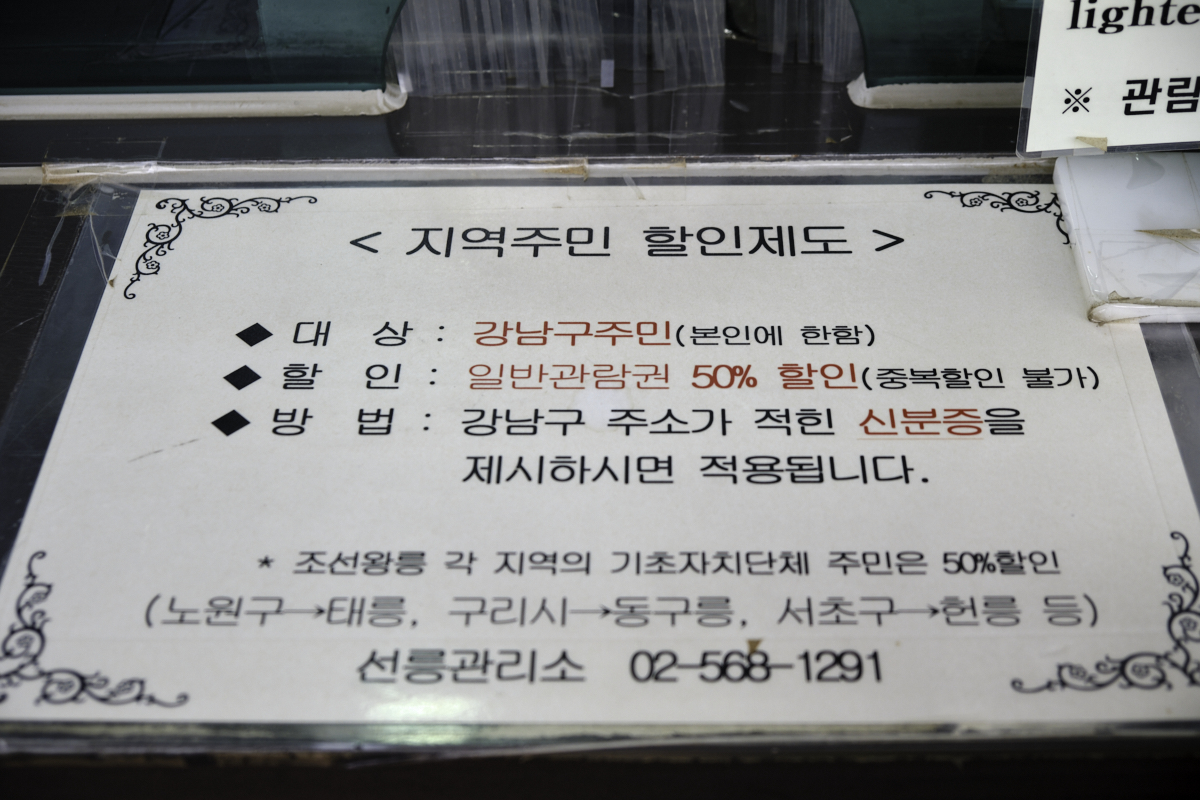 lighte
※ 관람
< 지역주민 할인제도 >
◆ 대 상 : 강남구주민(본인에 한함)
◆ 할 인 : 일반관람권 50% 할인(중복할인 불가)
◆ 방 법 : 강남구 주소가 적힌 신분증을
제시하시면 적용됩니다.
* 조선왕릉 각 지역의 기초자치단체 주민은 50%할인
(노원구→태릉, 구리시→동구릉, 서초구→헌릉 등)
선릉관리소 02-568-1291